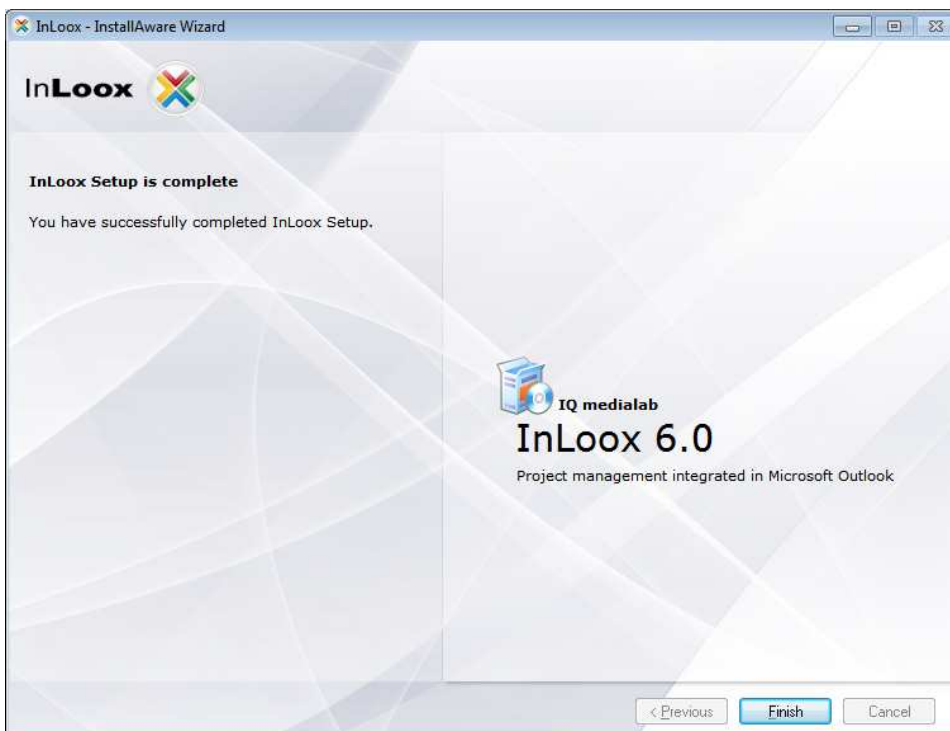 InLoox - InstallAware Wizard
InLoox
InLoox Setup is complete
You have successfully completed InLoox Setup.
IQ medialab
InLoox 6.0
Project management integrated in Microsoft Outlook
< Previous Finish Cancel